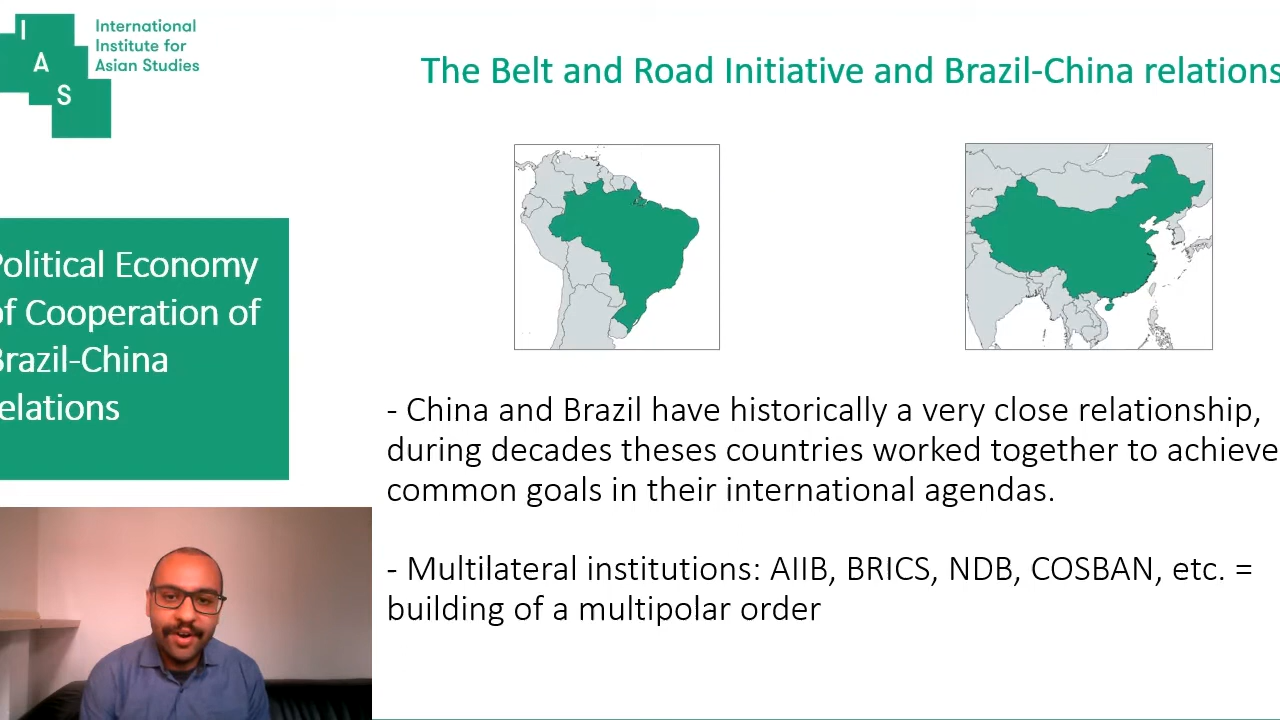 I
A
S
International
Institute for
Asian Studies
The Belt and Road Initiative and Brazil-China relations
Political Economy
of Cooperation of
Brazil-China
relations
- China and Brazil have historically a very close relationship,
during decades theses countries worked together to achieve
common goals in their international agendas.
- Multilateral institutions: AIIB, BRICS, NDB, COSBAN, etc. =
building of a multipolar order